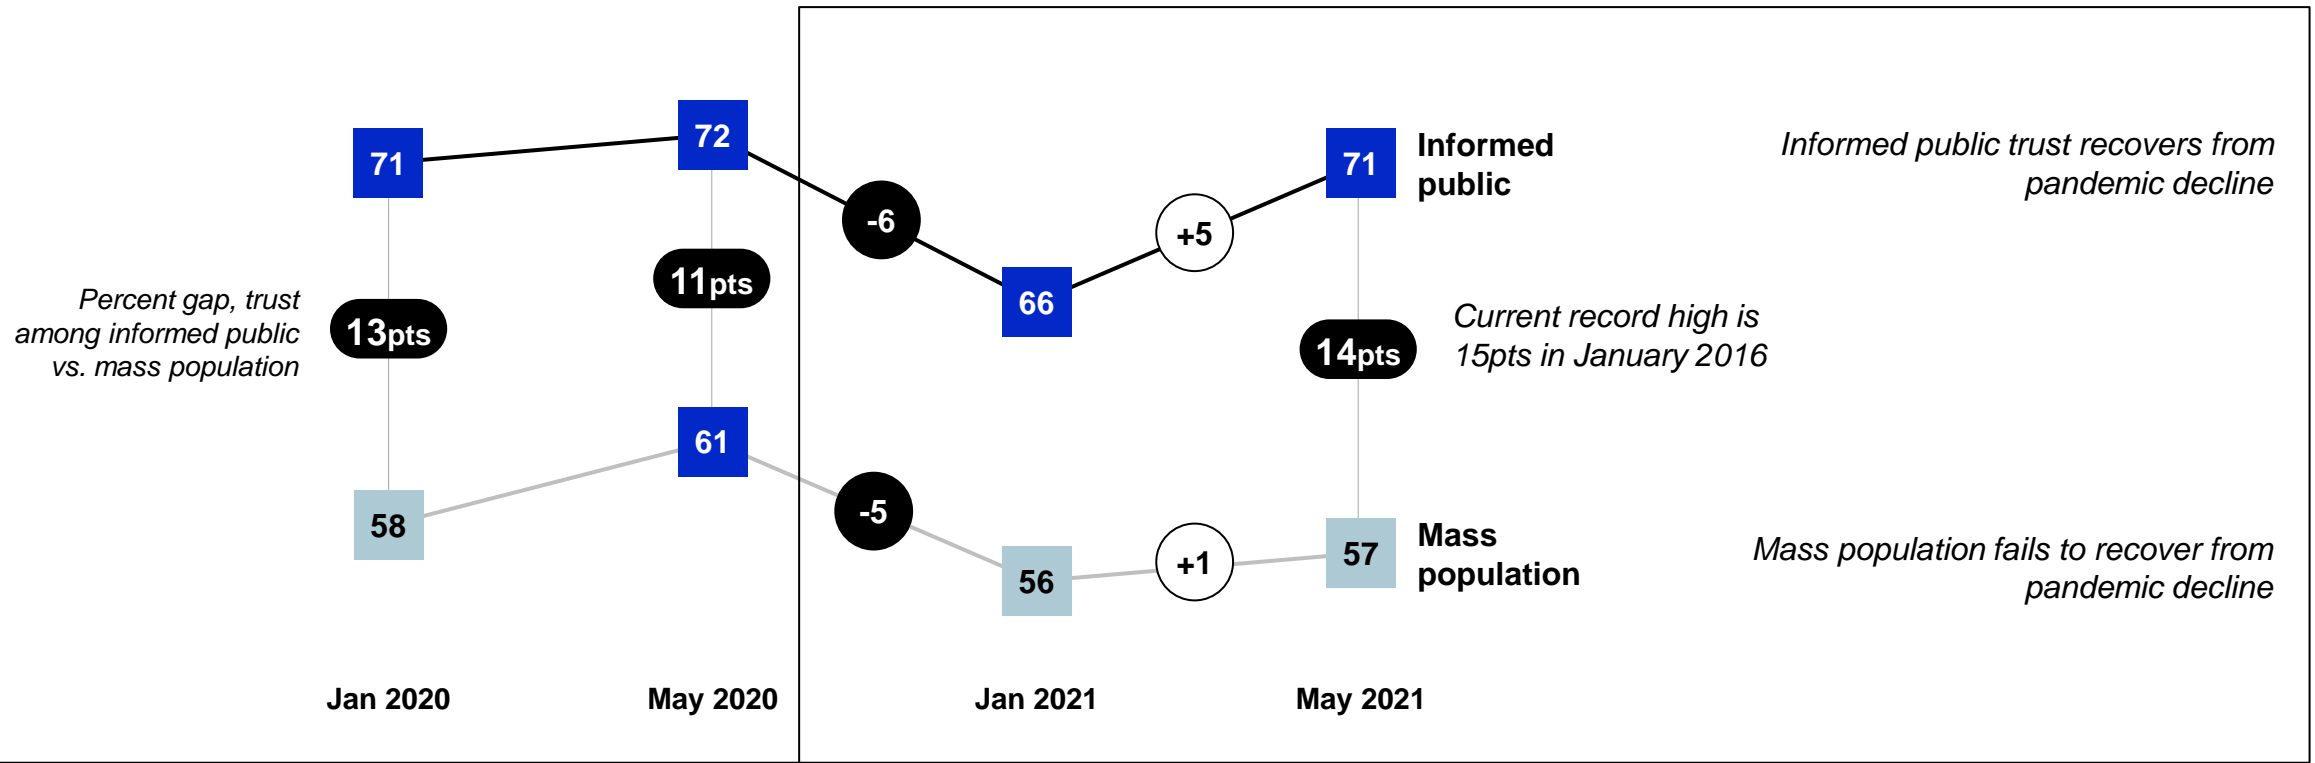 72
71
Informed
public
71
Informed public trust recovers from
pandemic decline
-6
+5
11pts
66
Percent gap, trust
among informed public
vs. mass population
13pts
14pts
Current record high is
15pts in January 2016
61
58
-5
56
+1
57
Mass
population
Mass population fails to recover from
pandemic decline
Jan 2020
May 2020
Jan 2021
May 2021